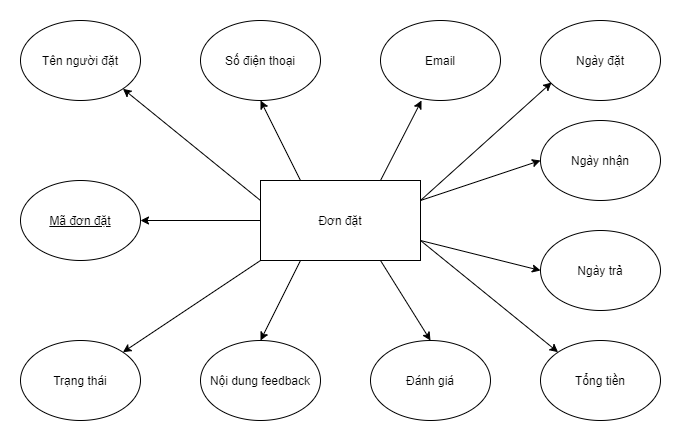 Tên người đặt
Số điện thoại
Email
Ngày đặt
Ngày nhận
Mã đơn đặt
Đơn đặt
Ngày trả
Trạng thái
Nội dung feedback
Đánh giá
Tổng tiền